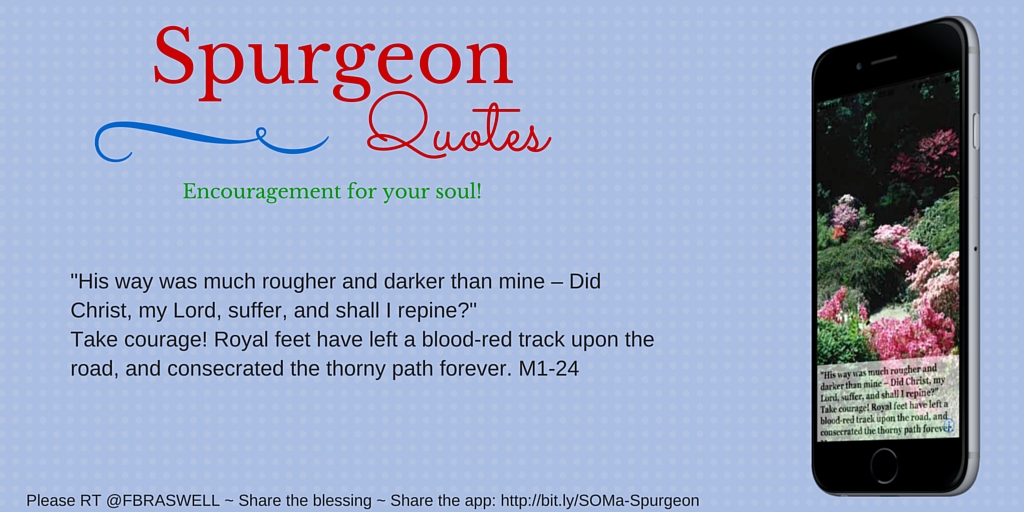 Spurgeon
Quotes
Encouragement for your soul!
"His way was much rougher and darker than mine – Did
Christ, my Lord, suffer, and shall I repine?"
Take courage! Royal feet have left a blood-red track upon the
road, and consecrated the thorny path forever. M1-24
"His way was much rougher and
darker than mine – Did Christ, my
Lord, suffer, and shall I repine?"
Take courage! Royal feet have left a
blood-red track upon the road, and
consecrated the thorny path forever.
Please RT @FBRASWELL ~ Share the blessing ~ Share the app: http://bit.ly/SOMa-Spurgeon